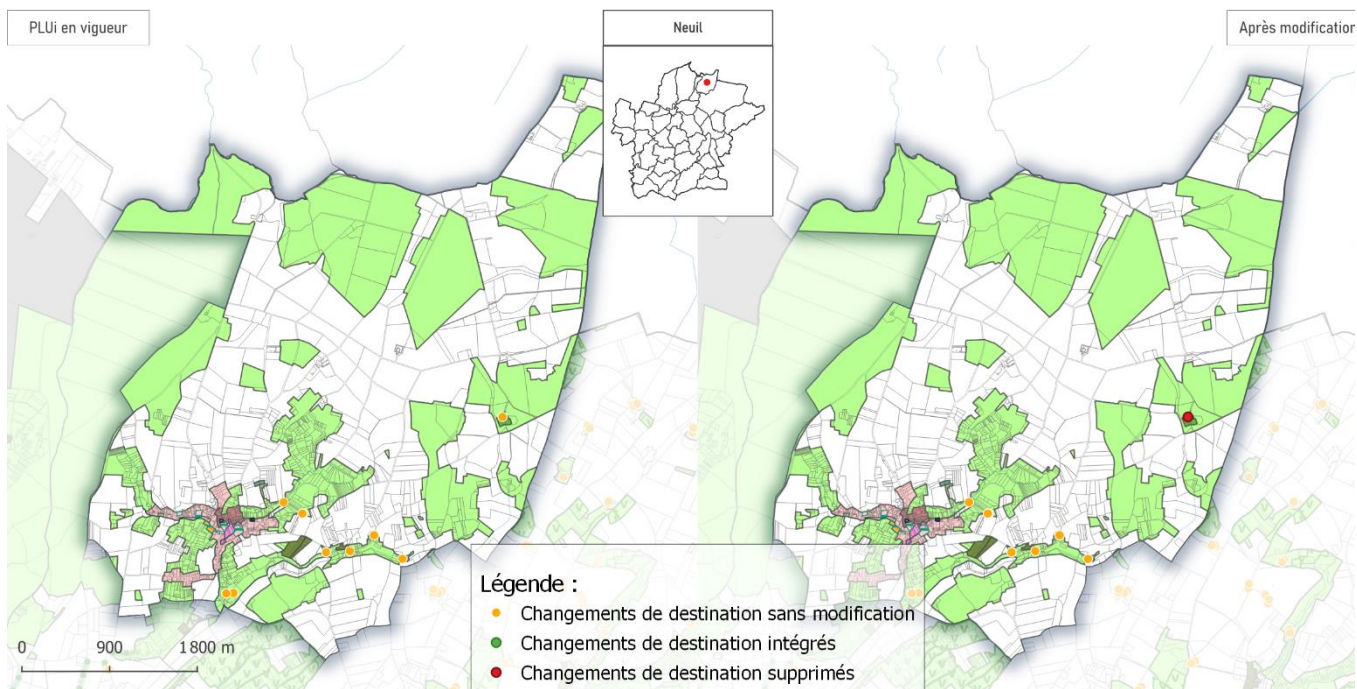 PLUi en vigueur
Neuil
Après modification
Légende :
Changements de destination sans modification
Changements de destination intégrés
Changements de destination supprimés
0 900 1 800 m